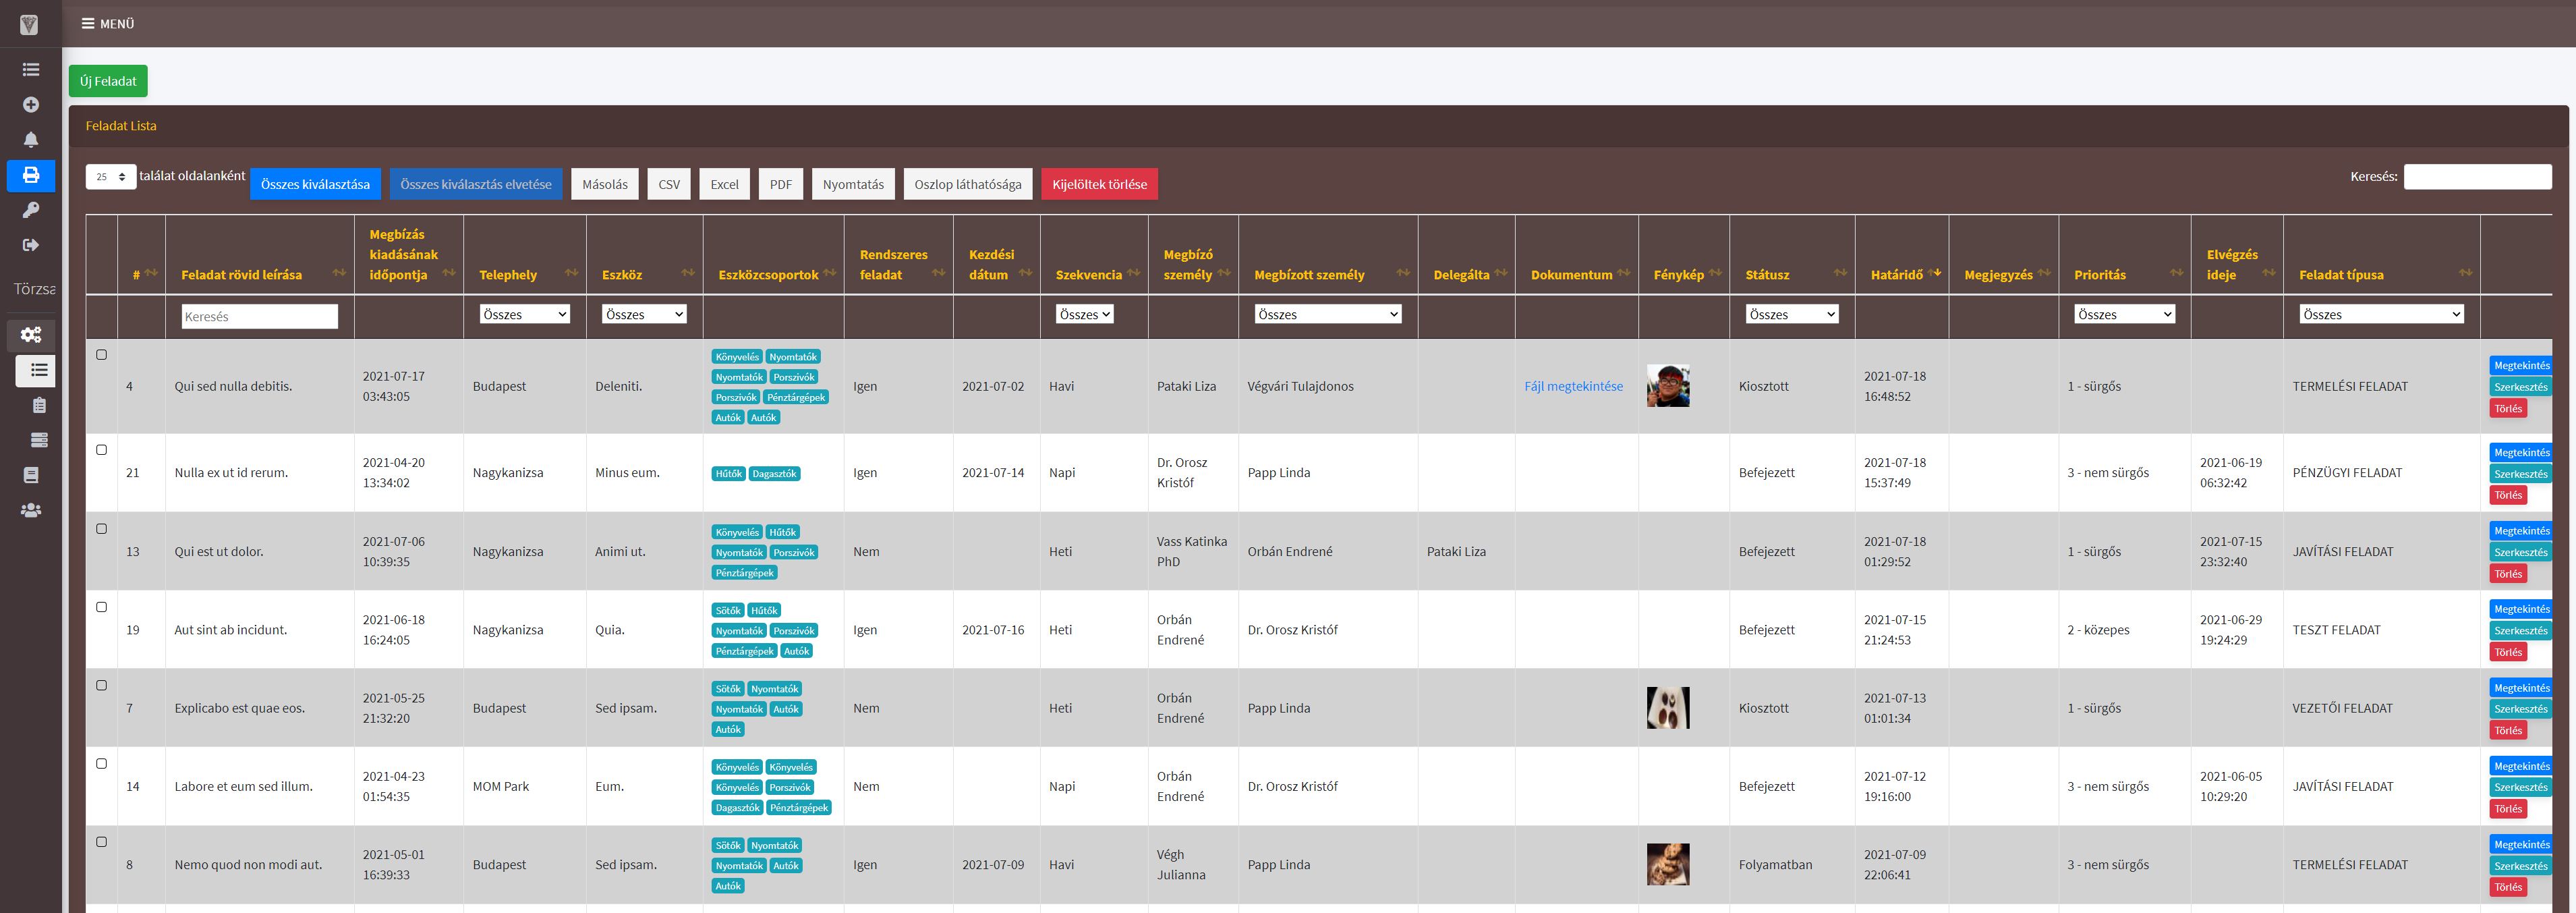 MENÜ
Új Feladat
Feladat Lista
25 találat oldalanként Összes kiválasztása Összes kiválasztás elvetése Másolás CSV Excel PDF Nyomtatás Oszlop láthatósága Kijelöltek törlése Keresés:
Törzsa
# Feladat rövid leírása Megbízás kiadásának időpontja Telephely Eszköz Eszközcsoportok Rendszeres feladat Kezdési dátum Szekvencia Megbízó személy Megbízott személy Delegálta Dokumentum Fénykép Státusz Határidő Megjegyzés Prioritás Elvégzés ideje Feladat típusa
Keresés Összes Összes Összes Összes Összes Összes Összes
4 Qui sed nulla debitis. 2021-07-17 03:43:05 Budapest Deleniti. Könyvelés Nyomtatók Nyomtatók Porszívók Porszívók Pénztárgépek Autók Autók Igen 2021-07-02 Havi Pataki Liza Végvári Tulajdonos Fájl megtekintése Kiosztott 2021-07-18 16:48:52 1 - sürgős TERMELÉSI FELADAT Megtekintés Szerkesztés Törlés
21 Nulla ex ut id rerum. 2021-04-20 13:34:02 Nagykanizsa Minus eum. Hűtők Dagasztók Igen 2021-07-14 Napi Dr. Orosz Kristóf Papp Linda Befejezett 2021-07-18 15:37:49 3 - nem sürgős 2021-06-19 06:32:42 PÉNZÜGYI FELADAT Megtekintés Szerkesztés Törlés
13 Qui est ut dolor. 2021-07-06 10:39:35 Nagykanizsa Animi ut. Könyvelés Hűtők Nyomtatók Porszívók Pénztárgépek Nem Heti Vass Katinka PhD Orbán Endrené Pataki Liza Befejezett 2021-07-18 01:29:52 1 - sürgős 2021-07-15 23:32:40 JAVÍTÁSI FELADAT Megtekintés Szerkesztés Törlés
19 Aut sint ab incidunt. 2021-06-18 16:24:05 Nagykanizsa Quia. Sötők Hűtők Nyomtatók Porszívók Pénztárgépek Autók Igen 2021-07-16 Heti Orbán Endrené Dr. Orosz Kristóf Befejezett 2021-07-15 21:24:53 2 - közepes 2021-06-29 19:24:29 TESZT FELADAT Megtekintés Szerkesztés Törlés
7 Explicabo est quae eos. 2021-05-25 21:32:20 Budapest Sed ipsam. Sötők Nyomtatók Nyomtatók Autók Autók Nem Heti Orbán Endrené Papp Linda Kiosztott 2021-07-13 01:01:34 1 - sürgős VEZETŐI FELADAT Megtekintés Szerkesztés Törlés
14 Labore et eum sed illum. 2021-04-23 01:54:35 MOM Park Eum. Könyvelés Könyvelés Könyvelés Porszívók Dagasztók Pénztárgépek Nem Napi Orbán Endrené Dr. Orosz Kristóf Befejezett 2021-07-12 19:16:00 3 - nem sürgős 2021-06-05 10:29:20 JAVÍTÁSI FELADAT Megtekintés Szerkesztés Törlés
8 Nemo quod non modi aut. 2021-05-01 16:39:33 Budapest Sed ipsam. Sötők Nyomtatók Nyomtatók Autók Autók Igen 2021-07-09 Havi Végh Julianna Papp Linda Folyamatban 2021-07-09 22:06:41 3 - nem sürgős TERMELÉSI FELADAT Megtekintés Szerkesztés Törlés